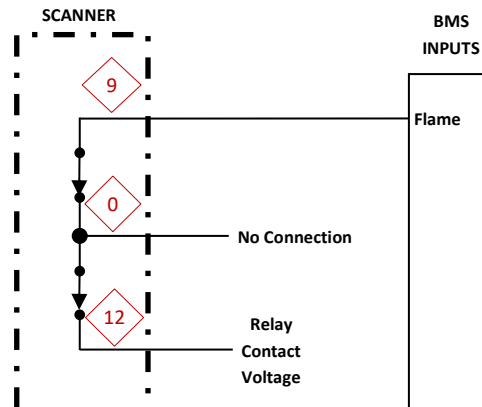 SCANNER
BMS
INPUTS
9
Flame
0
No Connection
12
Relay
Contact
Voltage